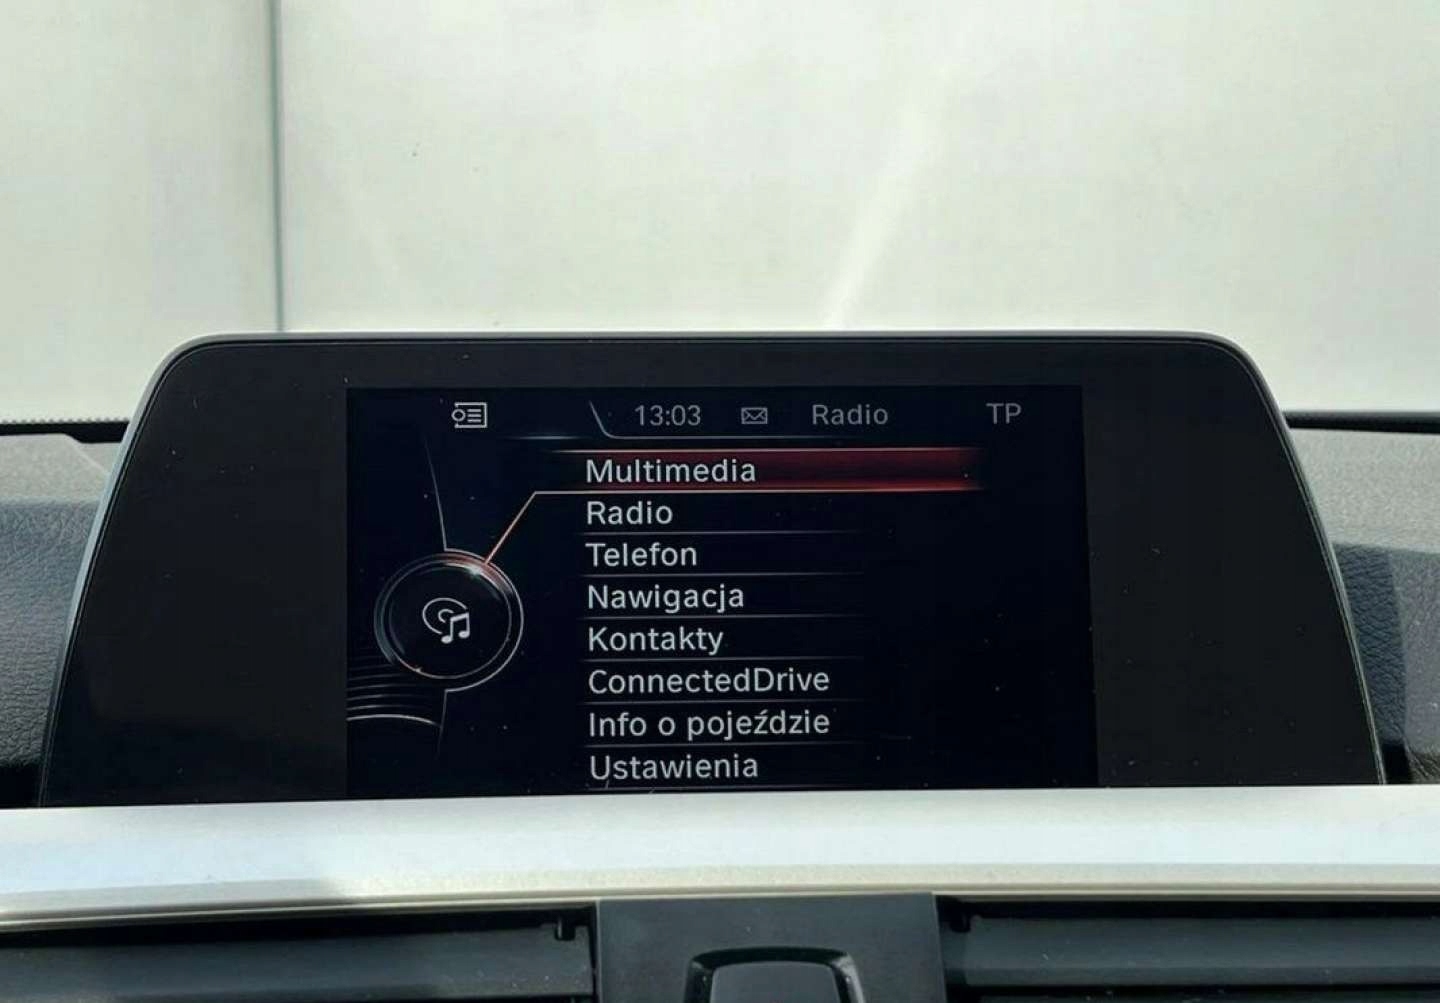 13:03 Radio TP
Multimedia
Radio
Telefon
Nawigacja
Kontakty
ConnectedDrive
Info o pojeździe
Ustawienia